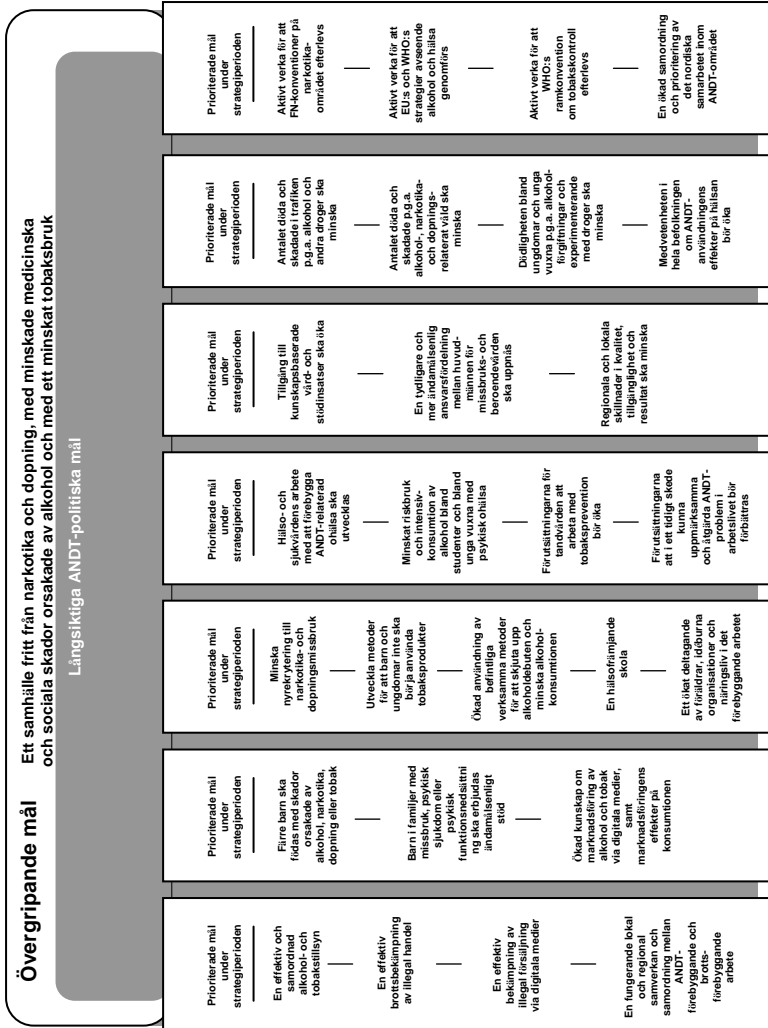 Övergripande mål
Ett samhälle fritt från narkotika och dopning, med minskade medicinska
och sociala skador orsakade av alkohol och med ett minskat tobaksbruk
Långsiktiga ANDT-politiska mål
Prioriterade mål
under
strategiperioden
En effektiv och
samordnad
alkohol- och
tobakstillsyn
En effektiv
brottsbekämpning
av illegal handel
En effektiv
bekämpning av
illegal försäljning
via digitala medier
En fungerande lokal
och regional
samverkan och
samordning mellan
ANDT-
förebyggande och
brotts-
förebyggande
arbete
Prioriterade mål
under
strategiperioden
Färre barn ska
födas med skador
orsakade av
alkohol, narkotika,
dopning eller tobak
Barn i familjer med
missbruk, psykisk
sjukdom eller
psykisk
funktionsnedsättni
ng ska erbjudas
ändamålsenligt
stöd
Ökad kunskap om
marknadsföring av
alkohol och tobak
via digitala medier,
samt
marknadsföringens
effekter på
konsumtionen
Prioriterade mål
under
strategiperioden
Minska
nyrekrytering till
narkotika- och
dopningsmissbruk
Utveckla metoder
för att barn och
ungdomar inte ska
börja använda
tobaksprodukter
Ökad användning av
befintliga
verksamma metoder
för att skjuta upp
alkoholdebuten och
minska alkohol-
konsumtionen
En hälsofrämjande
skola
Ett ökat deltagande
av föräldrar, idéburna
organisationer och
näringsliv i det
förebyggande arbetet
Prioriterade mål
under
strategiperioden
Hälso- och
sjukvårdens arbete
med att förebygga
ANDT-relaterad
ohälsa ska
utvecklas
Minskat riskbruk
och intensiv-
konsumtion av
alkohol bland
studenter och bland
unga vuxna med
psykisk ohälsa
Förutsättningarna för
tandvården att
arbeta med
tobaksprevention
bör öka
Förutsättningarna
att i ett tidigt skede
kunna
uppmärksamma
och åtgärda ANDT-
problem i
arbetslivet bör
förbättras
Prioriterade mål
under
strategiperioden
Tillgång till
kunskapsbaserade
vård- och
stödinsatser ska öka
En tydligare och
mer ändamålsenlig
ansvarsfördelning
mellan huvud-
männen för
missbruks- och
beroendevården
ska uppnås
Regionala och lokala
skillnader i kvalitet,
tillgänglighet och
resultat ska minska
Prioriterade mål
under
strategiperioden
Antalet döda och
skadade i trafiken
p.g.a. alkohol och
andra droger ska
minska
Antalet döda och
skadade p.g.a.
alkohol-, narkotika-
och dopnings-
relaterat våld ska
minska
Dödligheten bland
ungdomar och unga
vuxna p.g.a. alkohol-
förgiftningar och
experimenterande
med droger ska
minska
Medvetenheten i
hela befolkningen
om ANDT-
användningens
effekter på hälsan
bör öka
Prioriterade mål
under
strategiperioden
Aktivt verka för att
FN-konventioner på
narkotika-
området efterlevs
Aktivt verka för att
EU:s och WHO:s
strategier avseende
alkohol och hälsa
genomförs
Aktivt verka för att
WHO:s
ramkonvention
om tobakskontroll
efterlevs
En ökad samordning
och prioritering av
det nordiska
samarbetet inom
ANDT-området